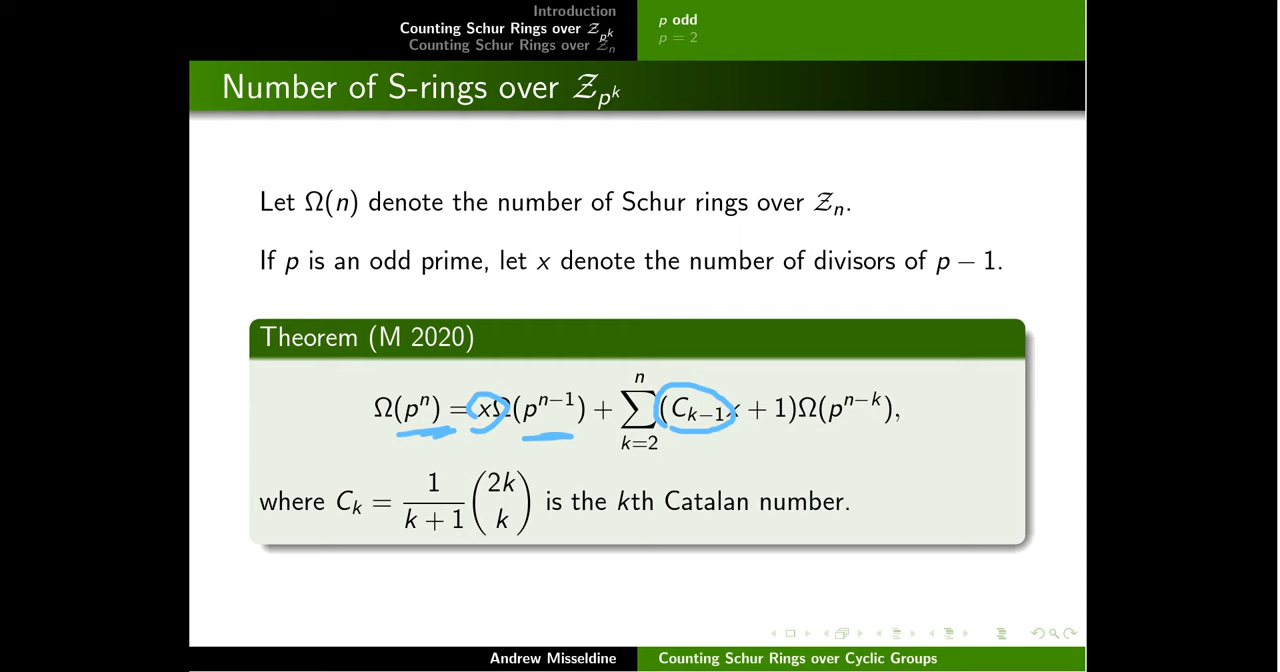 Introduction
Counting Schur Rings over 𝒵_{p^k}
Counting Schur Rings over 𝒵_n
p odd
p = 2
Number of S-rings over 𝒵_{p^k}
Let Ω(n) denote the number of Schur rings over 𝒵_n.
If p is an odd prime, let x denote the number of divisors of p − 1.
Theorem (M 2020)
Ω(p^n) = xΩ(p^{n−1}) + ∑_{k=2}^{n} (C_{k−1}x + 1)Ω(p^{n−k}),
where C_k = \frac{1}{k+1} \binom{2k}{k} is the kth Catalan number.
Andrew Misseldine
Counting Schur Rings over Cyclic Groups